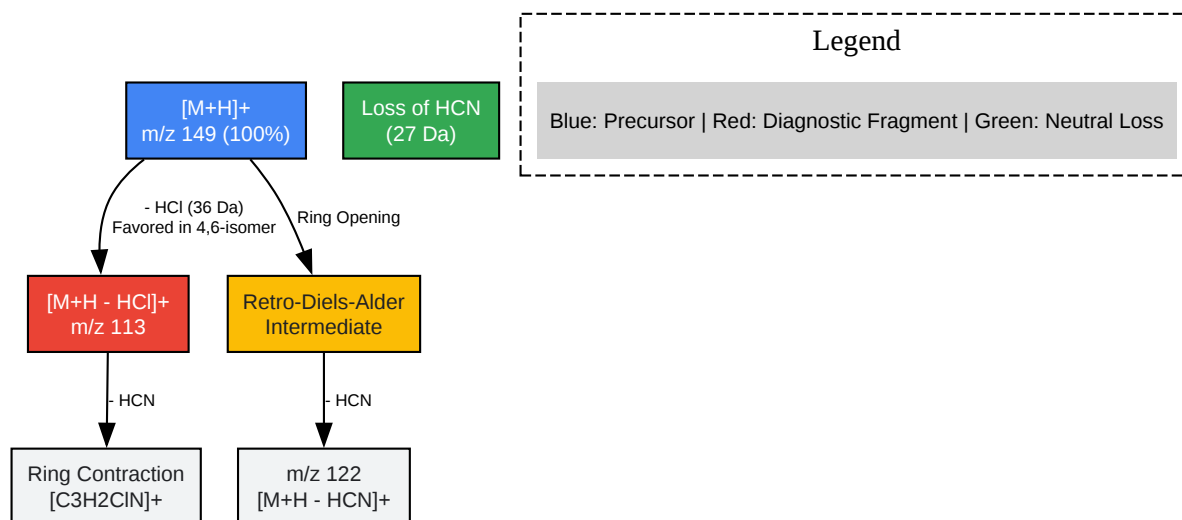 Legend
Blue: Precursor | Red: Diagnostic Fragment | Green: Neutral Loss
[M+H]+
m/z 149 (100%)
Loss of HCN
(27 Da)
- HCl (36 Da)
Favored in 4,6-isomer
Ring Opening
[M+H - HCl]+
m/z 113
Retro-Diels-Alder
Intermediate
- HCN
- HCN
Ring Contraction
[C3H2ClN]+
m/z 122
[M+H - HCN]+